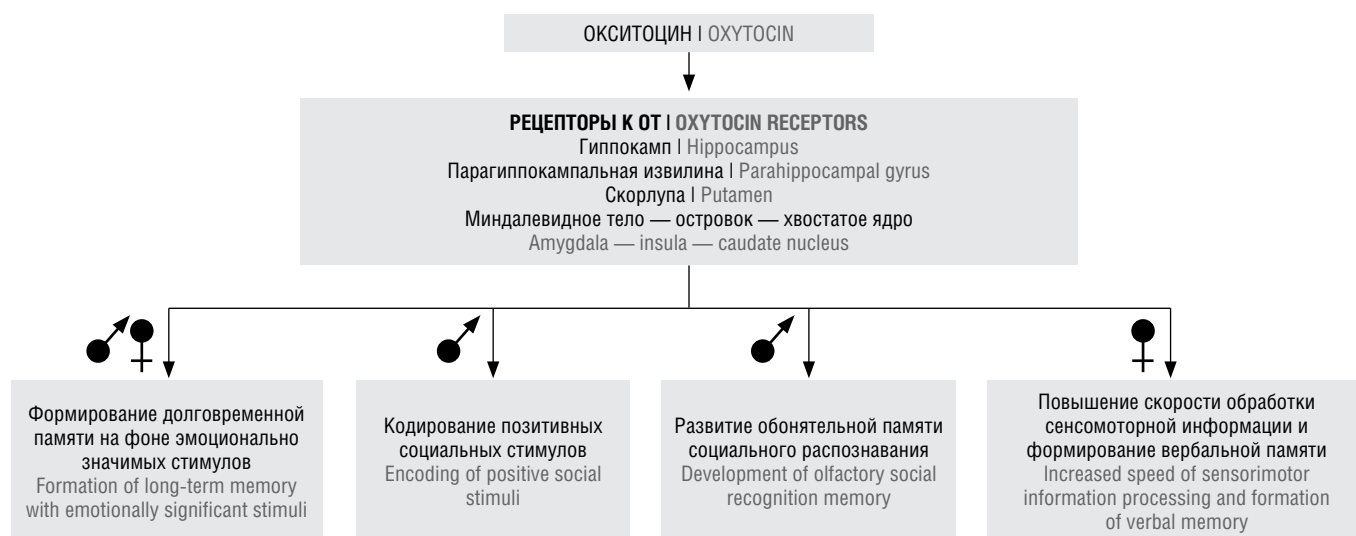 ОКСИТОЦИН | OXYTOCIN
РЕЦЕПТОРЫ К ОТ | OXYTOCIN RECEPTORS
Гиппокамп | Hippocampus
Парагиппокампальная извилина | Parahippocampal gyrus
Скорлупа | Putamen
Миндалевидное тело — островок — хвостатое ядро
Amygdala — insula — caudate nucleus
Формирование долговременной
памяти на фоне эмоционально
значимых стимулов
Formation of long-term memory
with emotionally significant stimuli
Кодирование позитивных
социальных стимулов
Encoding of positive social
stimuli
Развитие обонятельной памяти
социального распознавания
Development of olfactory social
recognition memory
Повышение скорости обработки
сенсомоторной информации и
формирование вербальной памяти
Increased speed of sensorimotor
information processing and formation
of verbal memory